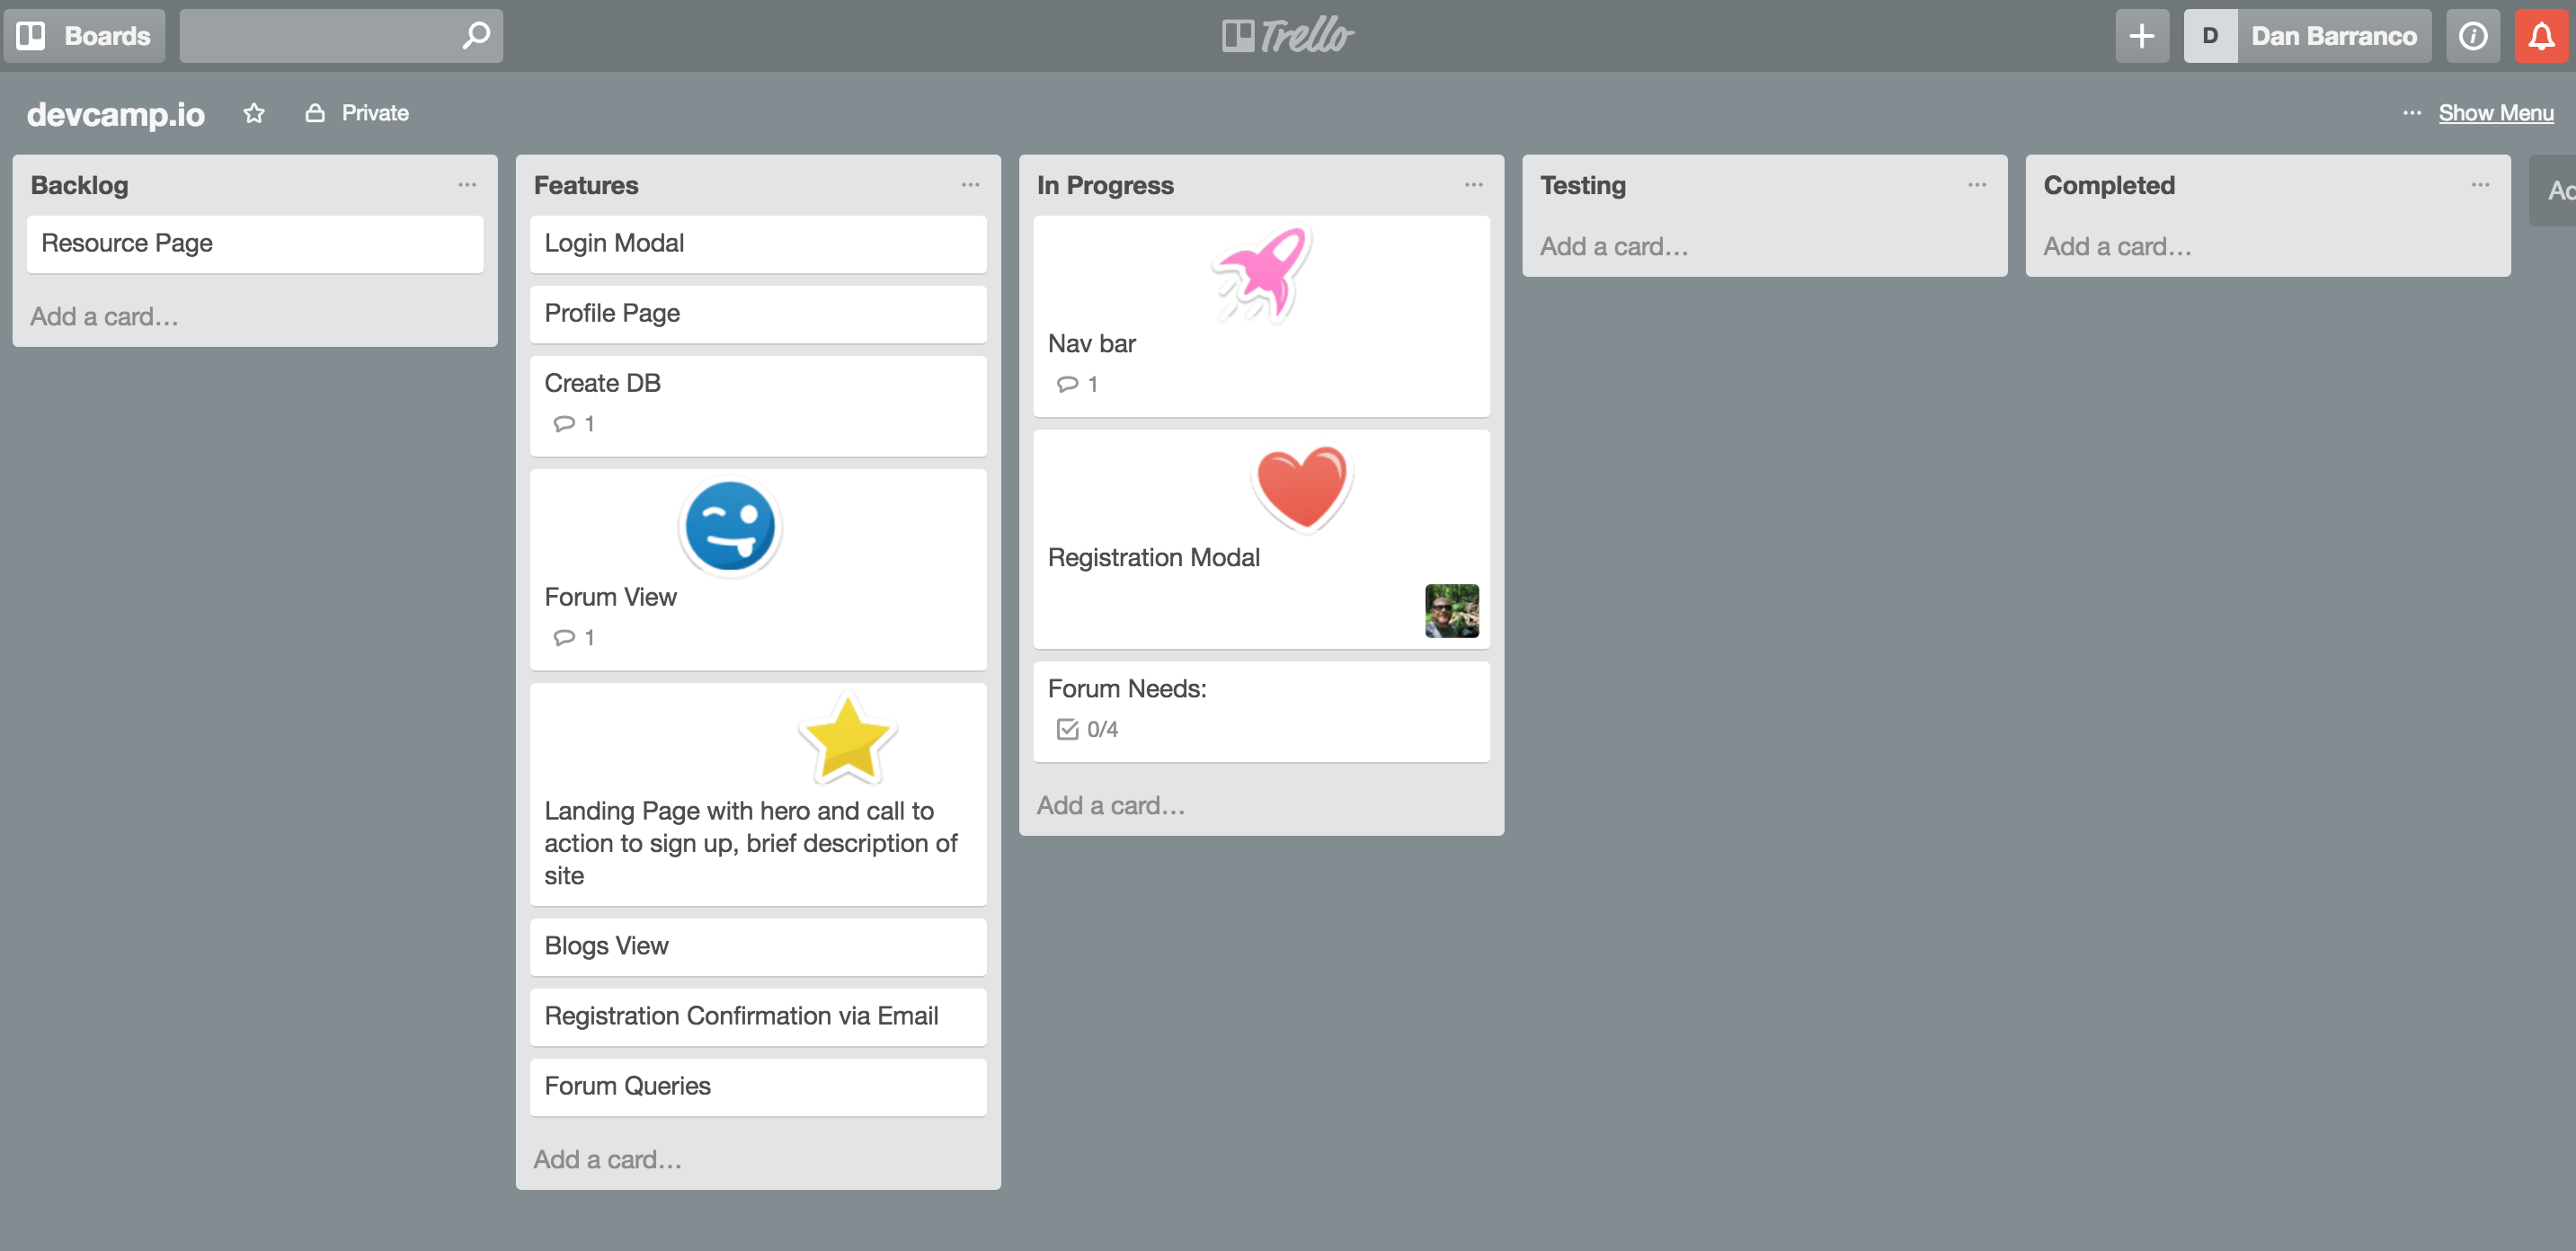 Boards
Trello
D
Dan Barranco
devcamp.io
Private
... Show Menu
Backlog
Resource Page
Add a card…
Features
Login Modal
Profile Page
Create DB
1
Forum View
1
Landing Page with hero and call to
action to sign up, brief description of
site
Blogs View
Registration Confirmation via Email
Forum Queries
Add a card…
In Progress
Nav bar
1
Registration Modal
Forum Needs:
0/4
Add a card…
Testing
Add a card…
Completed
Add a card…